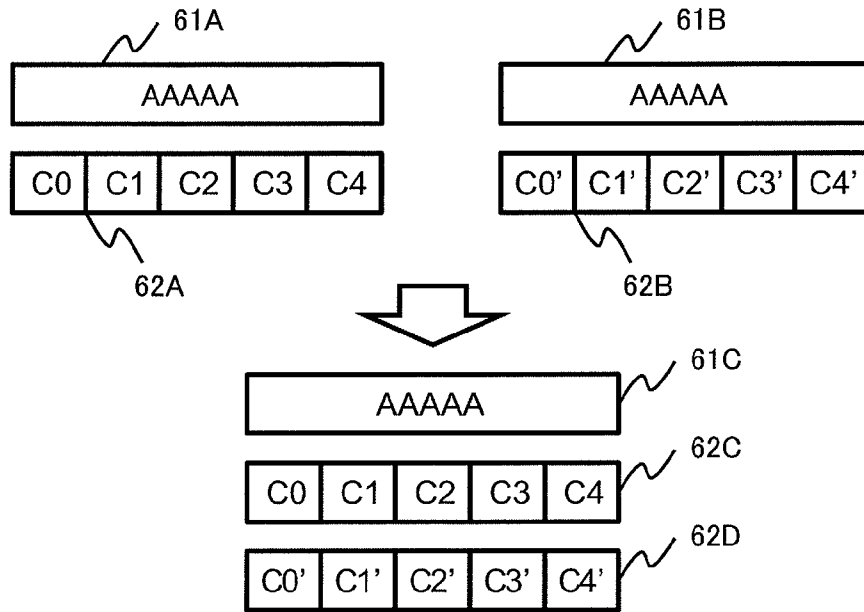 61A 61B
AAAAA AAAAA
C0 C1 C2 C3 C4 C0' C1' C2' C3' C4'
62A 62B
61C
AAAAA
62C
C0 C1 C2 C3 C4
62D
C0' C1' C2' C3' C4'